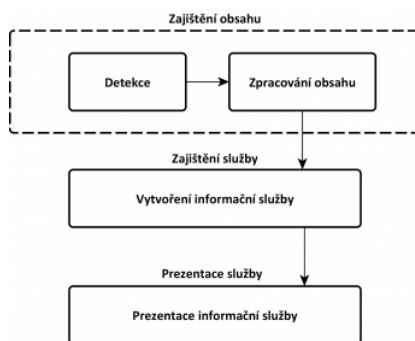 Zajištění obsahu
Detekce
Zpracování obsahu
Zajištění služby
Vytvoření informační služby
Prezentace služby
Prezentace informační služby